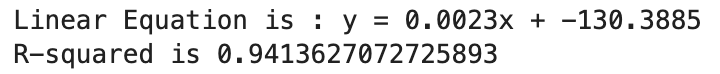 Linear Equation is : y = 0.0023x + -130.3885
R-squared is 0.9413627072725893